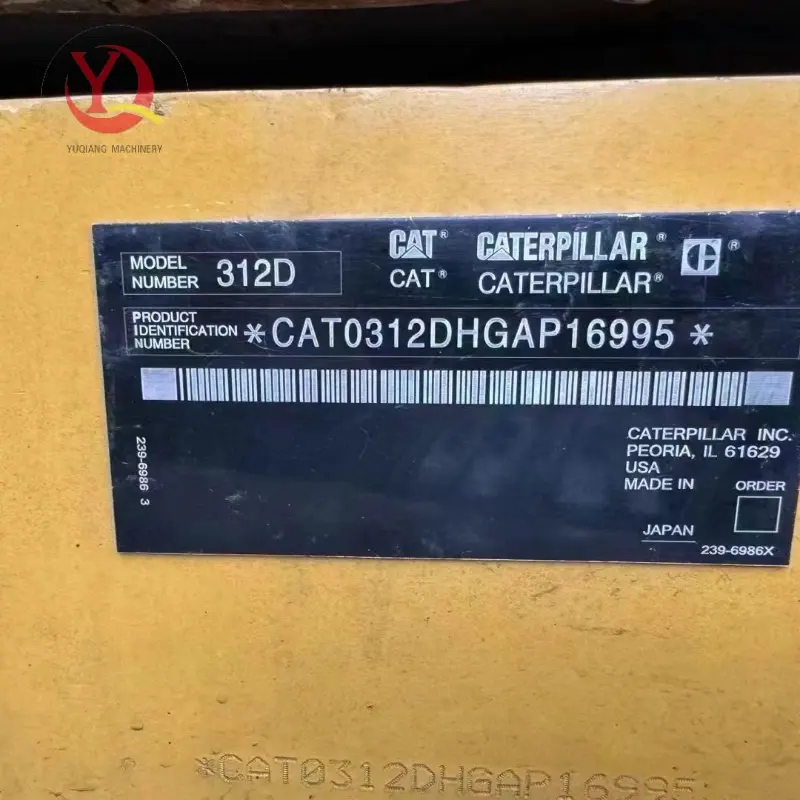 YQ
YUQIANG MACHINERY
CAT® CATERPILLAR® CE®
MODEL NUMBER 312D CAT® CATERPILLAR®
PRODUCT IDENTIFICATION NUMBER *CAT0312DHGAP16995*
239-6986 3
CATERPILLAR INC.
PEORIA, IL 61629
USA
MADE IN
ORDER
JAPAN
239-6986X
*CAT0312DHGAP16995